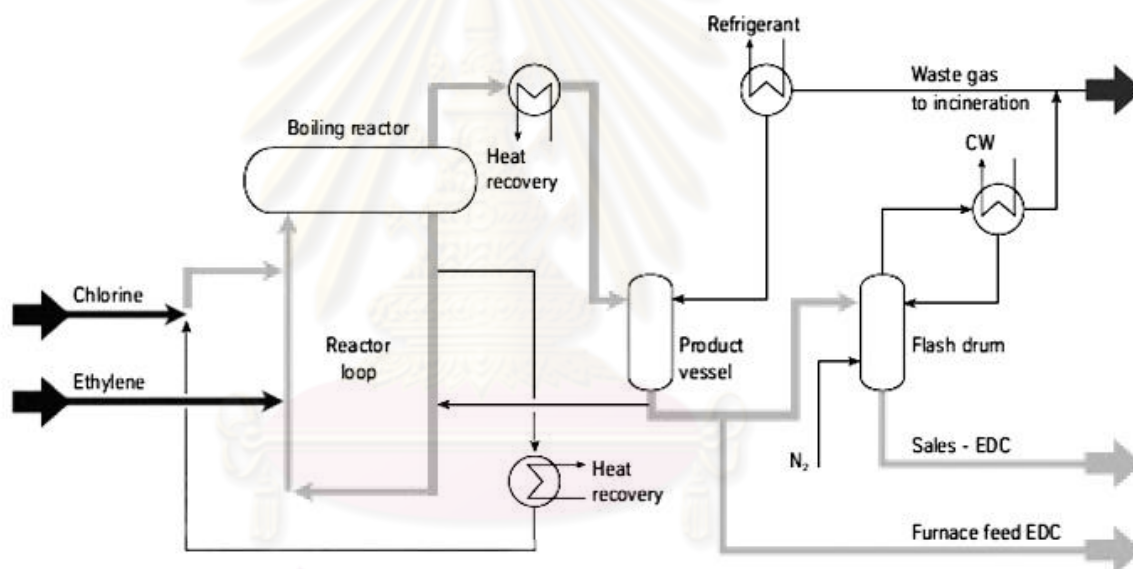 Refrigerant
Waste gas
to incineration
Boiling reactor
Heat
recovery
CW
Chlorine
Reactor
loop
Product
vessel
Flash drum
Ethylene
N₂
Sales - EDC
Heat
recovery
Furnace feed EDC